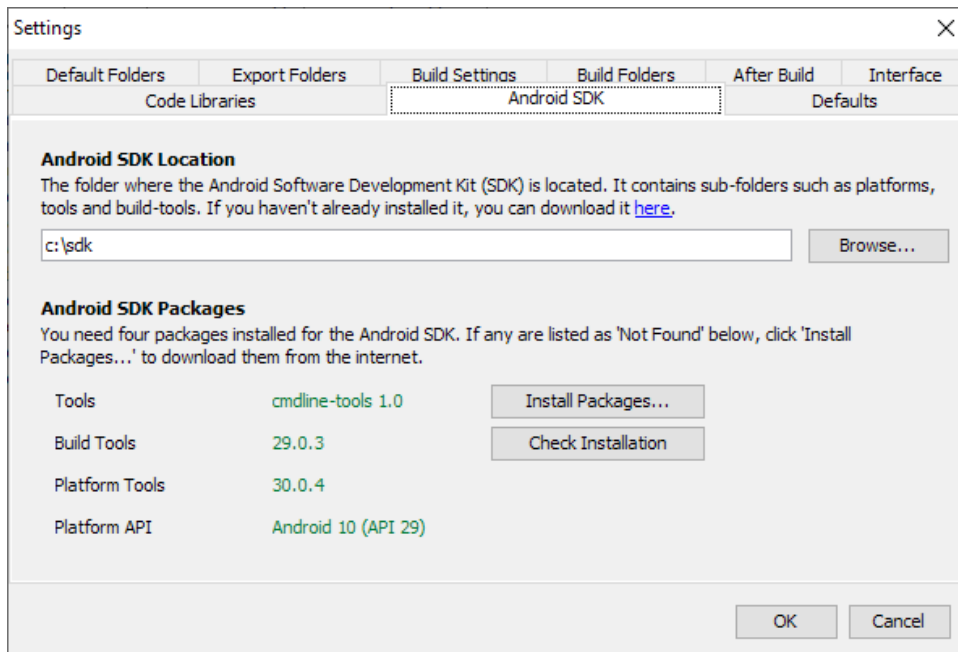 Settings
Default Folders Export Folders Build Settings Build Folders After Build Interface
Code Libraries Android SDK Defaults
Android SDK Location
The folder where the Android Software Development Kit (SDK) is located. It contains sub-folders such as platforms,
tools and build-tools. If you haven't already installed it, you can download it here.
c:\sdk Browse...
Android SDK Packages
You need four packages installed for the Android SDK. If any are listed as 'Not Found' below, click 'Install
Packages...' to download them from the internet.
Tools cmdline-tools 1.0 Install Packages...
Build Tools 29.0.3 Check Installation
Platform Tools 30.0.4
Platform API Android 10 (API 29)
OK Cancel